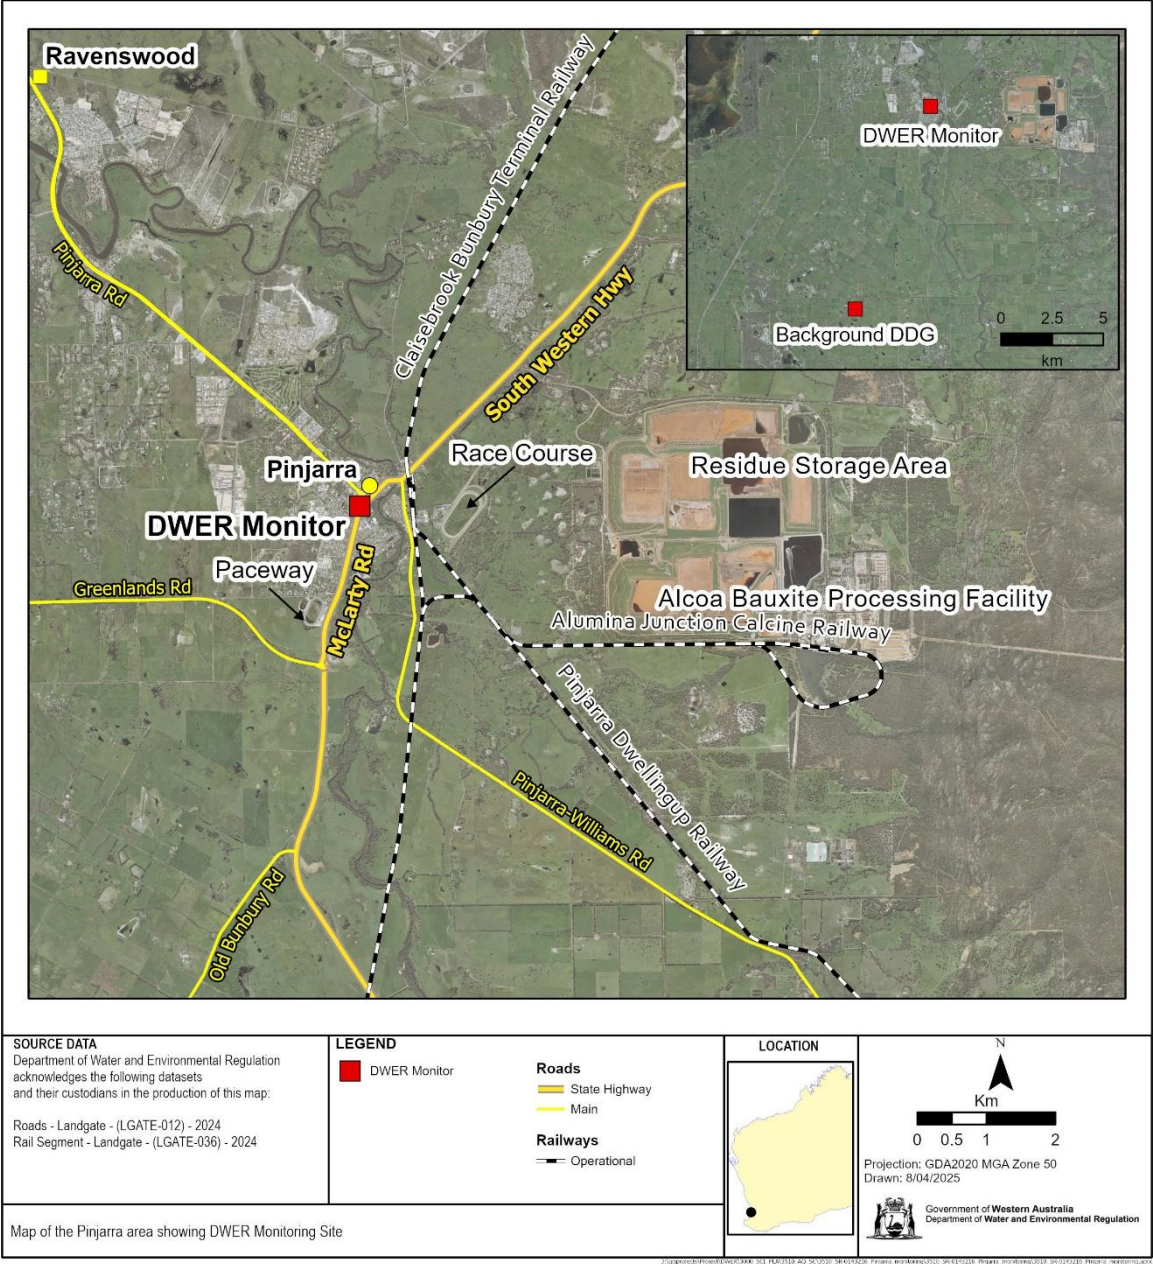 Ravenswood
Claisebrook Bunbury Terminal Railway
DWER Monitor
Background DDG
0 2.5 5
km
Pinjarra Rd
South Western Hwy
Race Course
Pinjarra
Residue Storage Area
DWER Monitor
Paceway
McLarty Rd
Greenlands Rd
Alcoa Bauxite Processing Facility
Alumina Junction Calcine Railway
Pinjarra Dwellingup Railway
Pinjarra-Williams Rd
Old Bunbury Rd
SOURCE DATA
Department of Water and Environmental Regulation
acknowledges the following datasets
and their custodians in the production of this map:
Roads - Landgate - (LGATE-012) - 2024
Rail Segment - Landgate - (LGATE-036) - 2024
LEGEND
DWER Monitor
Roads
State Highway
Main
Railways
Operational
LOCATION
N
Km
0 0.5 1 2
Projection: GDA2020 MGA Zone 50
Drawn: 8/04/2025
Government of Western Australia
Department of Water and Environmental Regulation
Map of the Pinjarra area showing DWER Monitoring Site